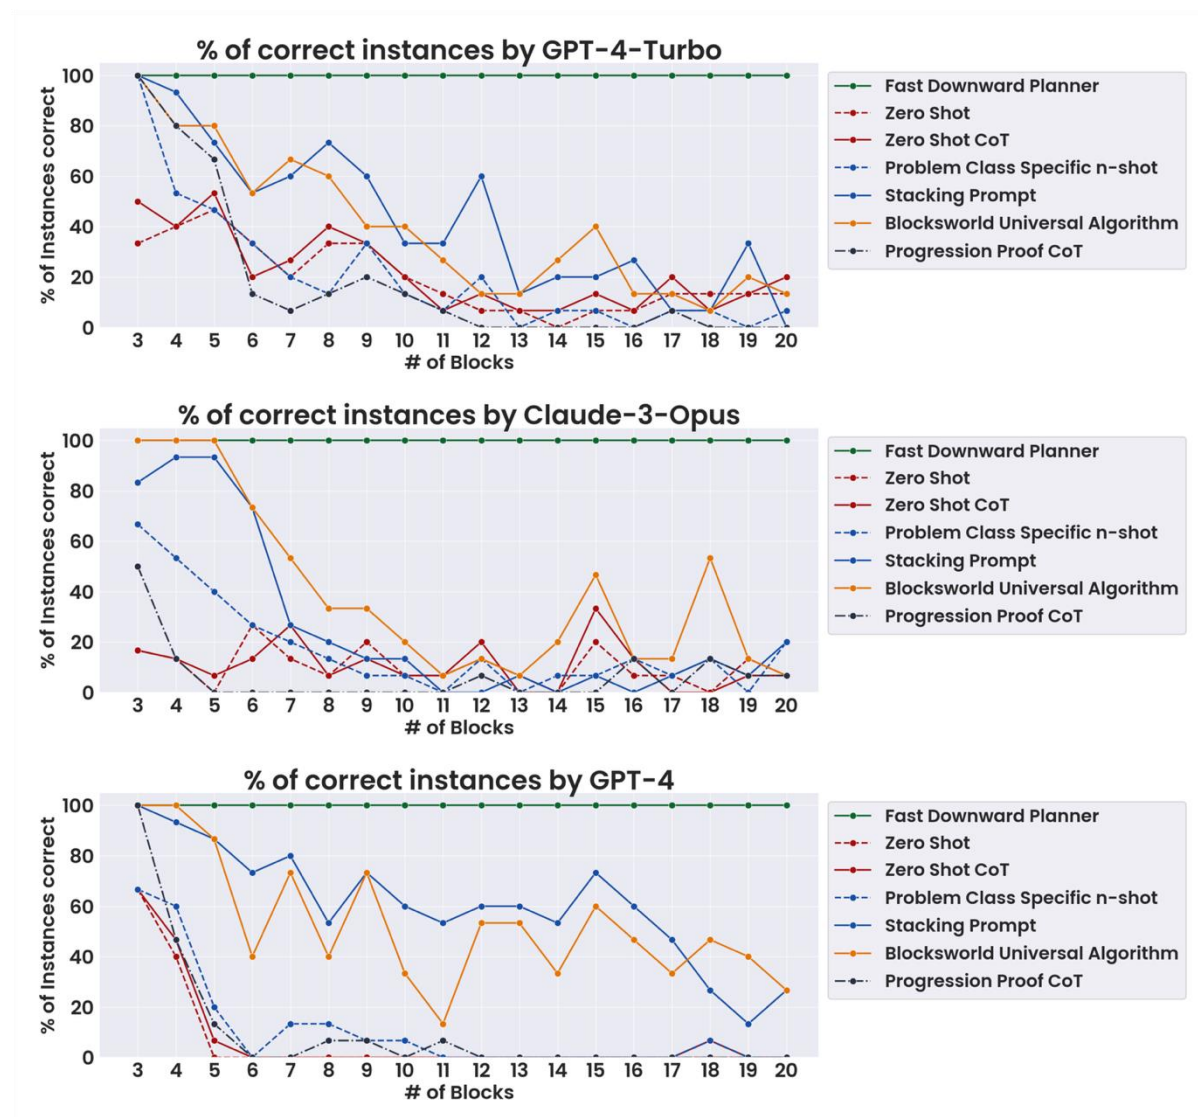 % of correct instances by GPT-4-Turbo
% of Instances correct
100
80
60
40
20
0
3 4 5 6 7 8 9 10 11 12 13 14 15 16 17 18 19 20
# of Blocks
Fast Downward Planner
Zero Shot
Zero Shot CoT
Problem Class Specific n-shot
Stacking Prompt
Blocksworld Universal Algorithm
Progression Proof CoT
% of correct instances by Claude-3-Opus
% of Instances correct
100
80
60
40
20
0
3 4 5 6 7 8 9 10 11 12 13 14 15 16 17 18 19 20
# of Blocks
Fast Downward Planner
Zero Shot
Zero Shot CoT
Problem Class Specific n-shot
Stacking Prompt
Blocksworld Universal Algorithm
Progression Proof CoT
% of correct instances by GPT-4
% of Instances correct
100
80
60
40
20
0
3 4 5 6 7 8 9 10 11 12 13 14 15 16 17 18 19 20
# of Blocks
Fast Downward Planner
Zero Shot
Zero Shot CoT
Problem Class Specific n-shot
Stacking Prompt
Blocksworld Universal Algorithm
Progression Proof CoT